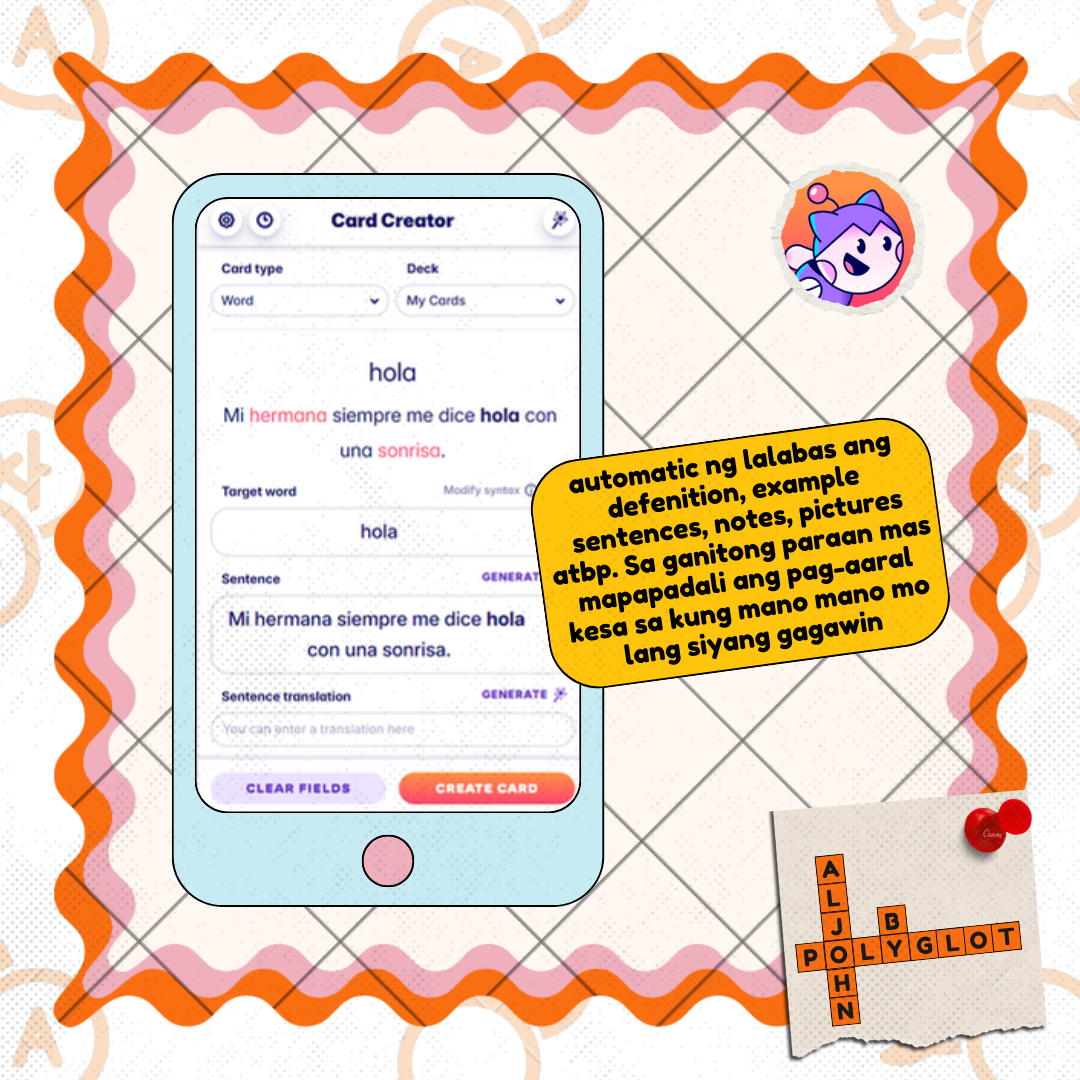 Card Creator
Card type
Deck
Word
My Cards
hola
Mi hermana siempre me dice hola con
una sonrisa.
Target word
Modify syntax
hola
Sentence
Mi hermana siempre me dice hola
con una sonrisa.
Sentence translation
GENERATE
You can enter a translation here
CLEAR FIELDS
CREATE CARD
automatic ng lalabas ang
defenition, example
sentences, notes, pictures
atbp. Sa ganitong paraan mas
mapapadali ang pag-aaral
kesa sa kung mano mano mo
lang siyang gagawin
ALJOHN
BY
POLYGLOT
Canva